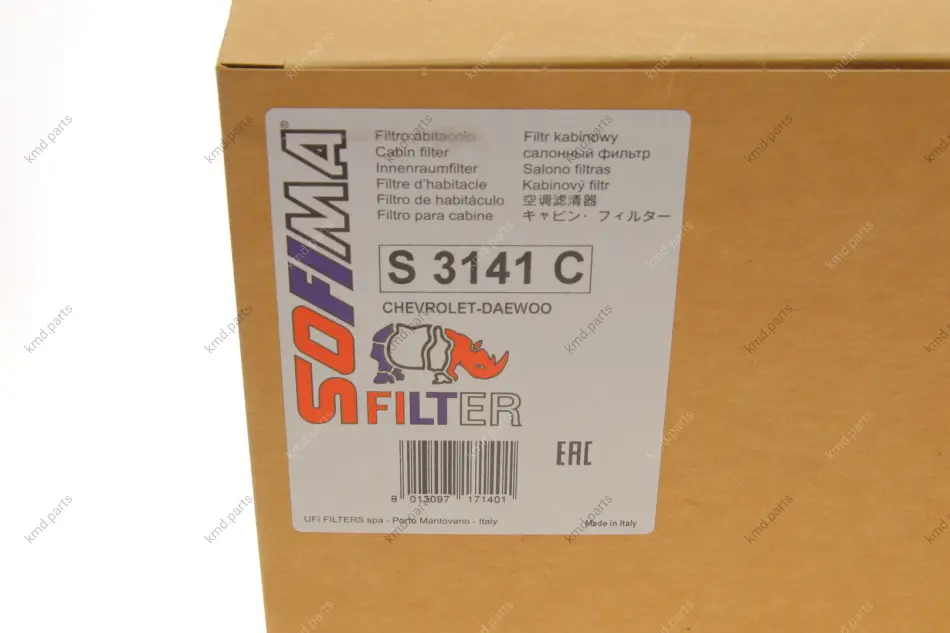 SOFIMA®
Filtro abitacolo
Cabin filter
Innenraumfilter
Filtre d'habitacle
Filtro de habitáculo
Filtro para cabine
Filtr kabinowy
салонный фильтр
Salono filtras
Kabinový filtr
空调滤清器
キャビン・フィルター
S 3141 C
CHEVROLET-DAEWOO
FILTER
EAC
8 013097 171401
UFI FILTERS spa - Porto Mantovano - Italy
Made in Italy
kmd.parts